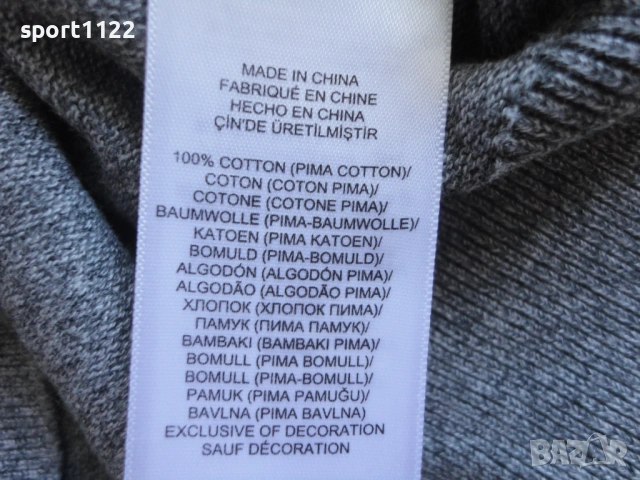 sport1122
MADE IN CHINA
FABRIQUÉ EN CHINE
HECHO EN CHINA
ÇİN'DE ÜRETİLMİŞTİR
100% COTTON (PIMA COTTON)/
COTON (COTON PIMA)/
COTONE (COTONE PIMA)/
BAUMWOLLE (PIMA-BAUMWOLLE)/
KATOEN (PIMA KATOEN)/
BOMULD (PIMA-BOMULD)/
ALGODÓN (ALGODÓN PIMA)/
ALGODÃO (ALGODÃO PIMA)/
ХЛОПОК (ХЛОПОК ПИМА)/
ПАМУК (ПИМА ПАМУК)/
BAMBAKI (BAMBAKI PIMA)/
BOMULL (PIMA BOMULL)/
BOMULL (PIMA-BOMULL)/
PAMUK (PIMA PAMUĞU)/
BAVLNA (PIMA BAVLNA)
EXCLUSIVE OF DECORATION
SAUF DÉCORATION
BAZAR